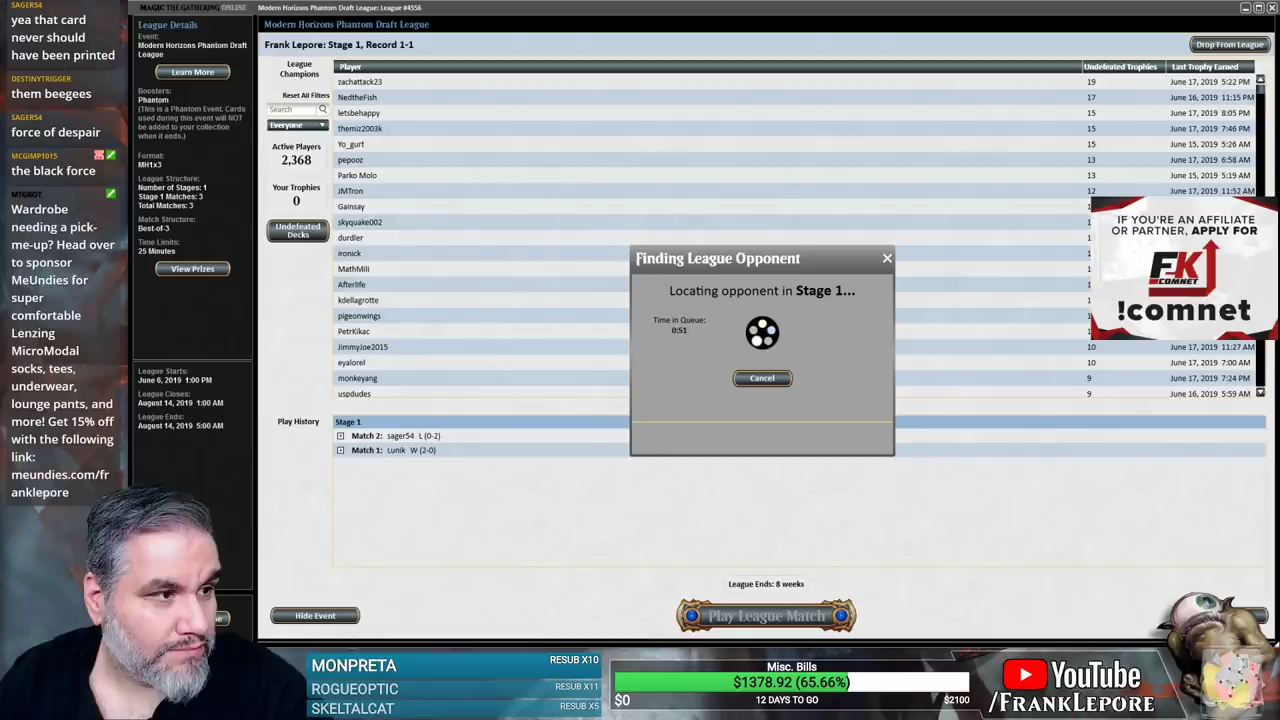 SAGER54
yea that card
never should
have been printed
DESTINYTRIGGER
them beegees
SAGER54
force of despair
MCGIMP1015
the black force
MTGBOT
Wardrobe
needing a pick-
me-up? Head over
to sponsor
MeUndies for
super
comfortable
Lenzing
MicroModal
socks, tees,
underwear,
lounge pants, and
more! Get 15% off
with the following
link:
meundies.com/fr
anklepore
MAGIC THE GATHERING ONLINE
Modern Horizons Phantom Draft League: League #4556
League Details
Event:
Modern Horizons Phantom Draft
League
Learn More
Boosters:
Phantom
(This is a Phantom Event. Cards
used during this event will NOT
be added to your collection
when it ends.)
Format:
MH1x3
League Structure:
Number of Stages: 1
Stage 1 Matches: 3
Total Matches: 3
Match Structure:
Best-of-3
Time Limits:
25 Minutes
View Prizes
League Starts:
June 6, 2019 1:00 PM
League Closes:
August 14, 2019 1:00 AM
League Ends:
August 14, 2019 5:00 AM
Modern Horizons Phantom Draft League
Frank Lepore: Stage 1, Record 1-1
Drop From League
League
Champions
Reset All Filters
Search
Everyone
Active Players
2,368
Your Trophies
0
Undefeated
Decks
Player Undefeated Trophies Last Trophy Earned
zachattack23 19 June 17, 2019 5:22 PM
NedtheFish 17 June 16, 2019 11:15 PM
letsbehappy 15 June 17, 2019 8:05 PM
themiz2003k 15 June 17, 2019 7:46 PM
Yo_gurt 15 June 15, 2019 5:26 AM
pepooz 13 June 17, 2019 6:58 AM
Parko Molo 13 June 15, 2019 5:19 AM
JMTron 12 June 17, 2019 11:52 AM
Gainsay
skyquake002
durdler
ironick
MathMili
Afterlife
kdellagrotte
pigeonwings
PetrKikac
JimmyJoe2015 10 June 17, 2019 11:27 AM
eyalorel 10 June 17, 2019 7:00 AM
monkeyang 9 June 17, 2019 7:24 PM
uspdudes 9 June 16, 2019 5:59 AM
Finding League Opponent
Locating opponent in Stage 1...
Time in Queue:
0:51
Cancel
IF YOU'RE AN AFFILIATE
OR PARTNER, APPLY FOR
FK
COMNET
!comnet
Play History
Stage 1
Match 2: sager54 L (0-2)
Match 1: Lunik W (2-0)
League Ends: 8 weeks
Hide Event
Play League Match
MONPRETA RESUB X10
ROGUEOPTIC RESUB X11
SKELTALCAT RESUB X5
Misc. Bills
$1378.92 (65.66%)
$0 12 DAYS TO GO $2100
YouTube
/FRANKLEPORE